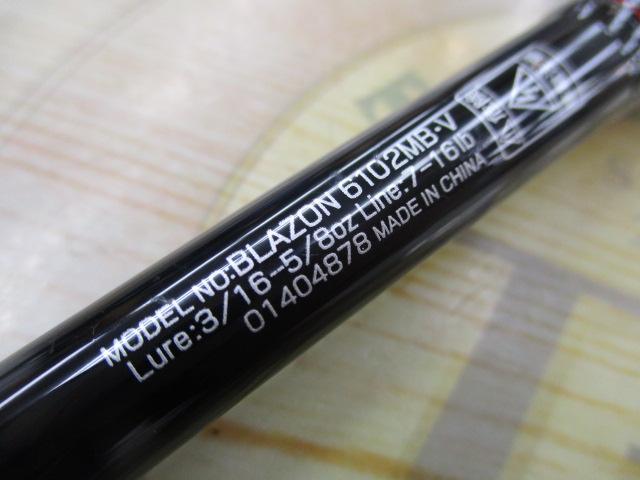 MODEL NO:BLAZON 6102MB-V
Lure:3/16-5/8oz Line:7-16lb
01404878 MADE IN CHINA